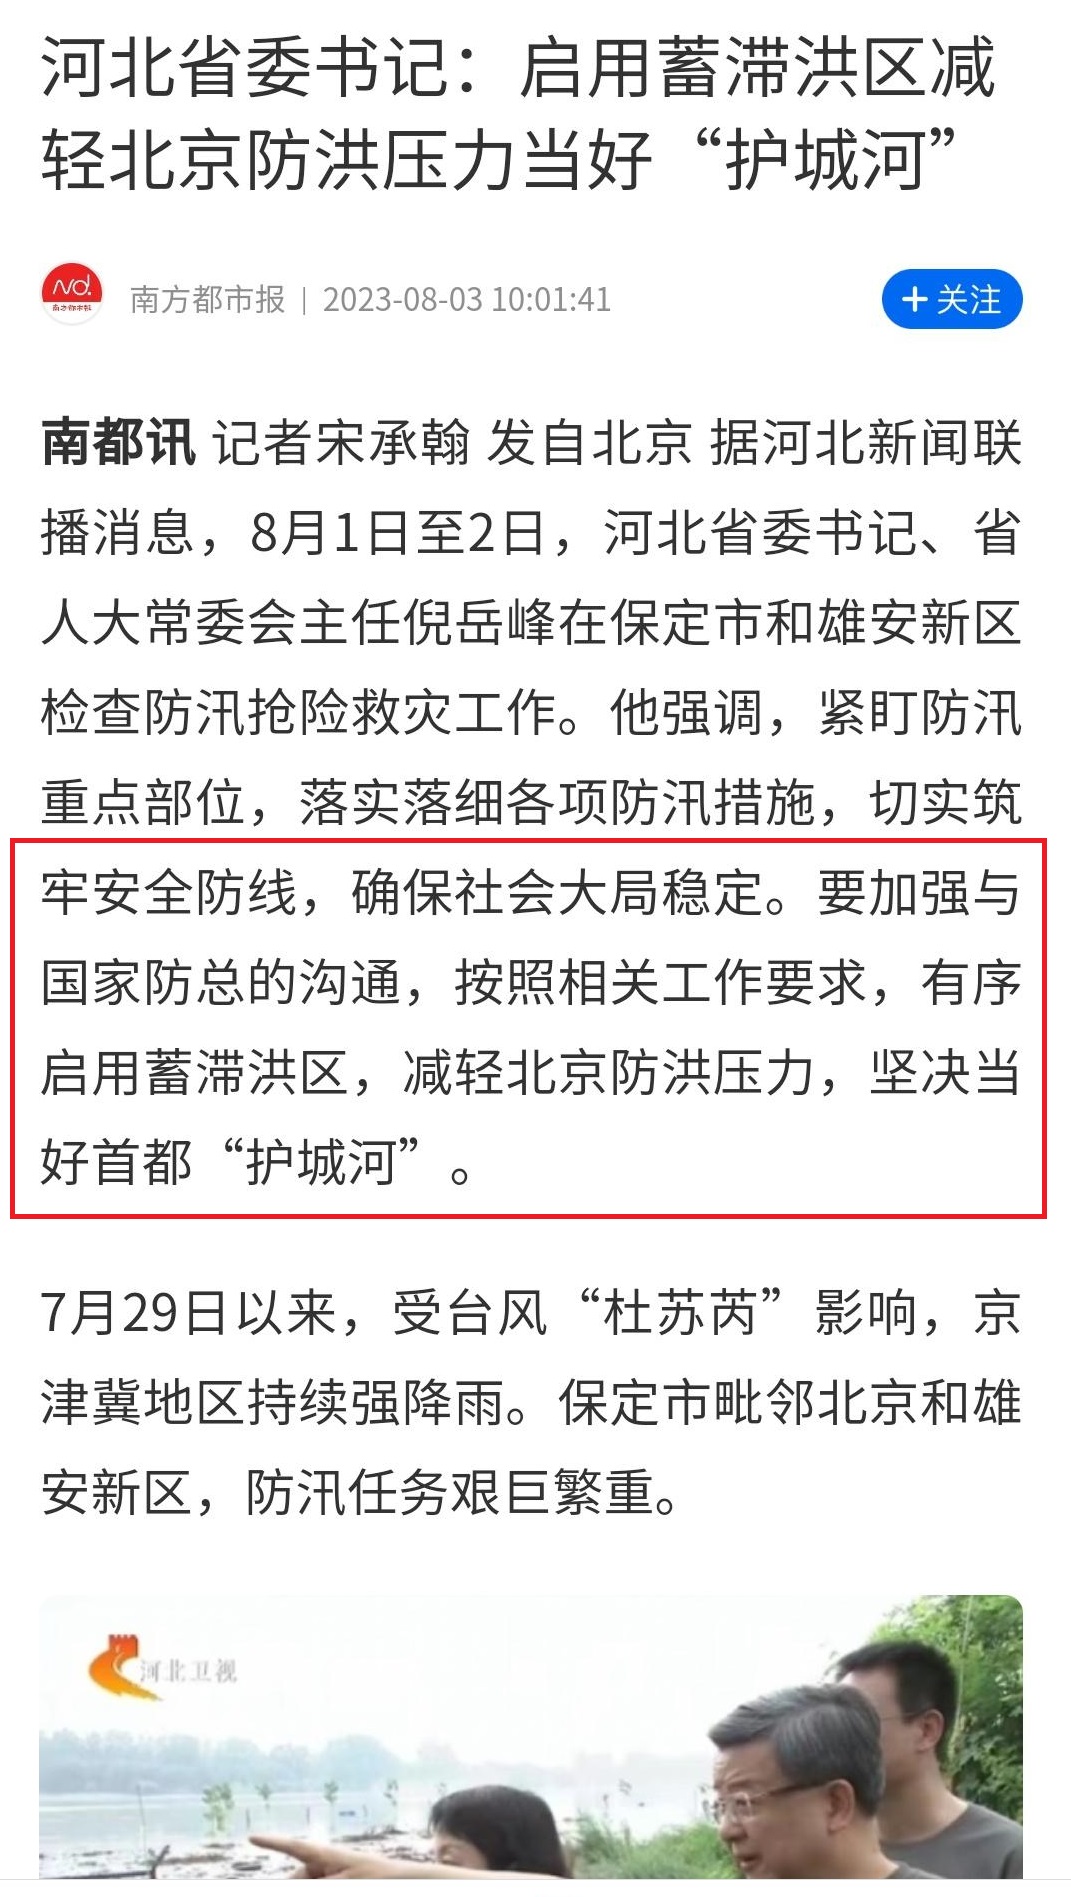 河北省委书记：启用蓄滞洪区减
轻北京防洪压力当好“护城河”
Nd.
南方都市报
南方都市报 | 2023-08-03 10:01:41
+ 关注
南都讯 记者宋承翰 发自北京 据河北新闻联
播消息，8月1日至2日，河北省委书记、省
人大常委会主任倪岳峰在保定市和雄安新区
检查防汛抢险救灾工作。他强调，紧盯防汛
重点部位，落实落细各项防汛措施，切实筑
牢安全防线，确保社会大局稳定。要加强与
国家防总的沟通，按照相关工作要求，有序
启用蓄滞洪区，减轻北京防洪压力，坚决当
好首都“护城河”。
7月29日以来，受台风“杜苏芮”影响，京
津冀地区持续强降雨。保定市毗邻北京和雄
安新区，防汛任务艰巨繁重。
河北卫视